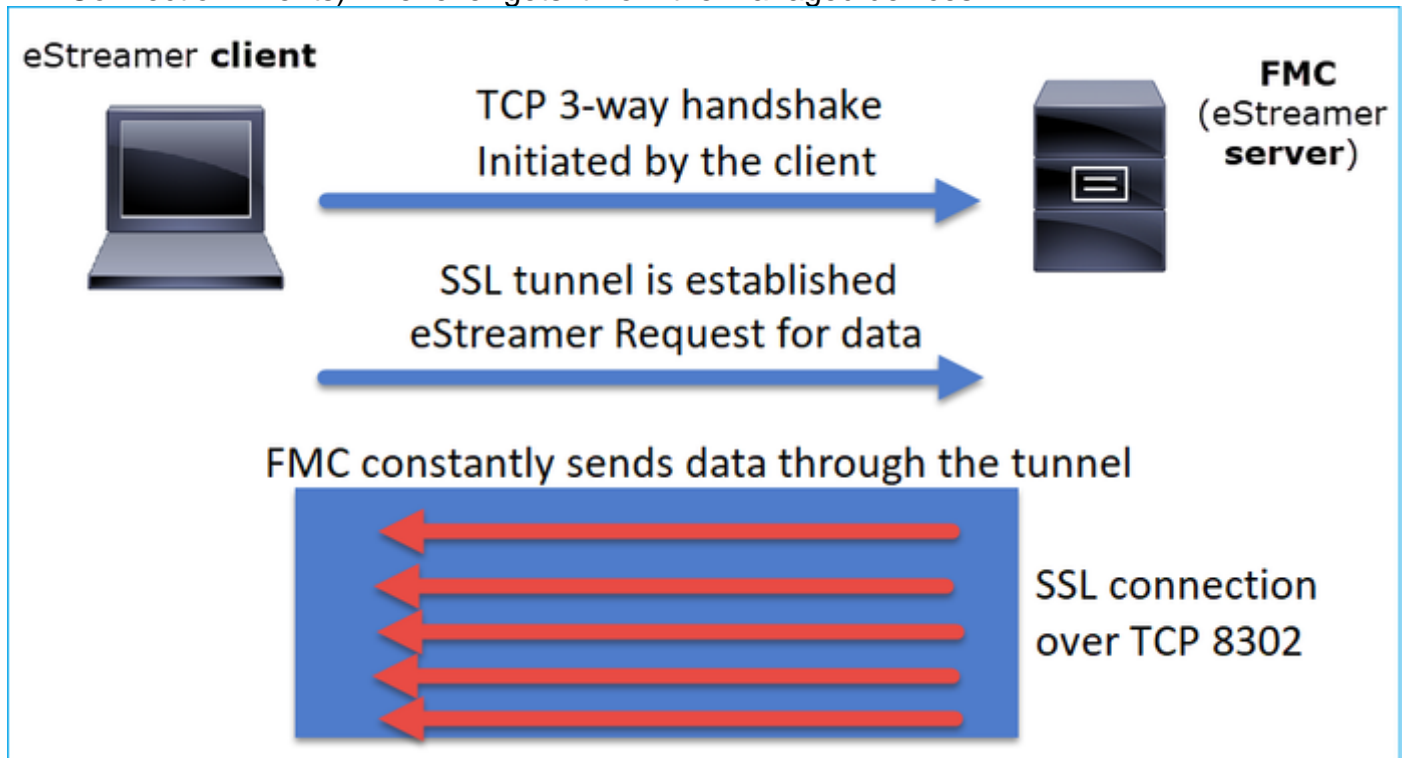 eStreamer client
TCP 3-way handshake
Initiated by the client
FMC
(eStreamer
server)
SSL tunnel is established
eStreamer Request for data
FMC constantly sends data through the tunnel
SSL connection
over TCP 8302